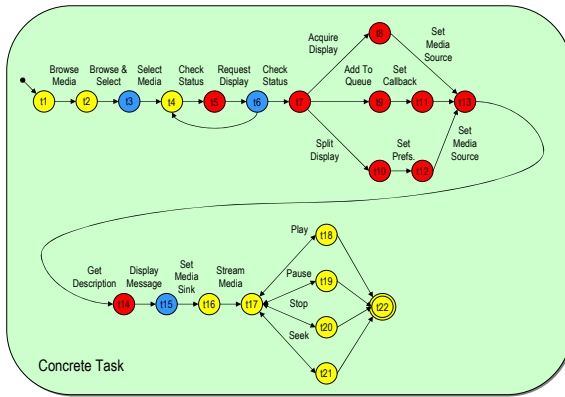 Browse
Media
Browse &
Select
Select
Media
Check
Status
Request
Display
Check
Status
Acquire
Display
Set
Media
Source
Add To
Queue
Set
Callback
Split
Display
Set
Prefs.
Set
Media
Source
t1
t2
t3
t4
t5
t6
t7
t8
t9
t11
t13
t10
t12
Get
Description
Display
Message
Set
Media
Sink
Stream
Media
Play
Pause
Stop
Seek
t14
t15
t16
t17
t18
t19
t20
t21
t22
Concrete Task